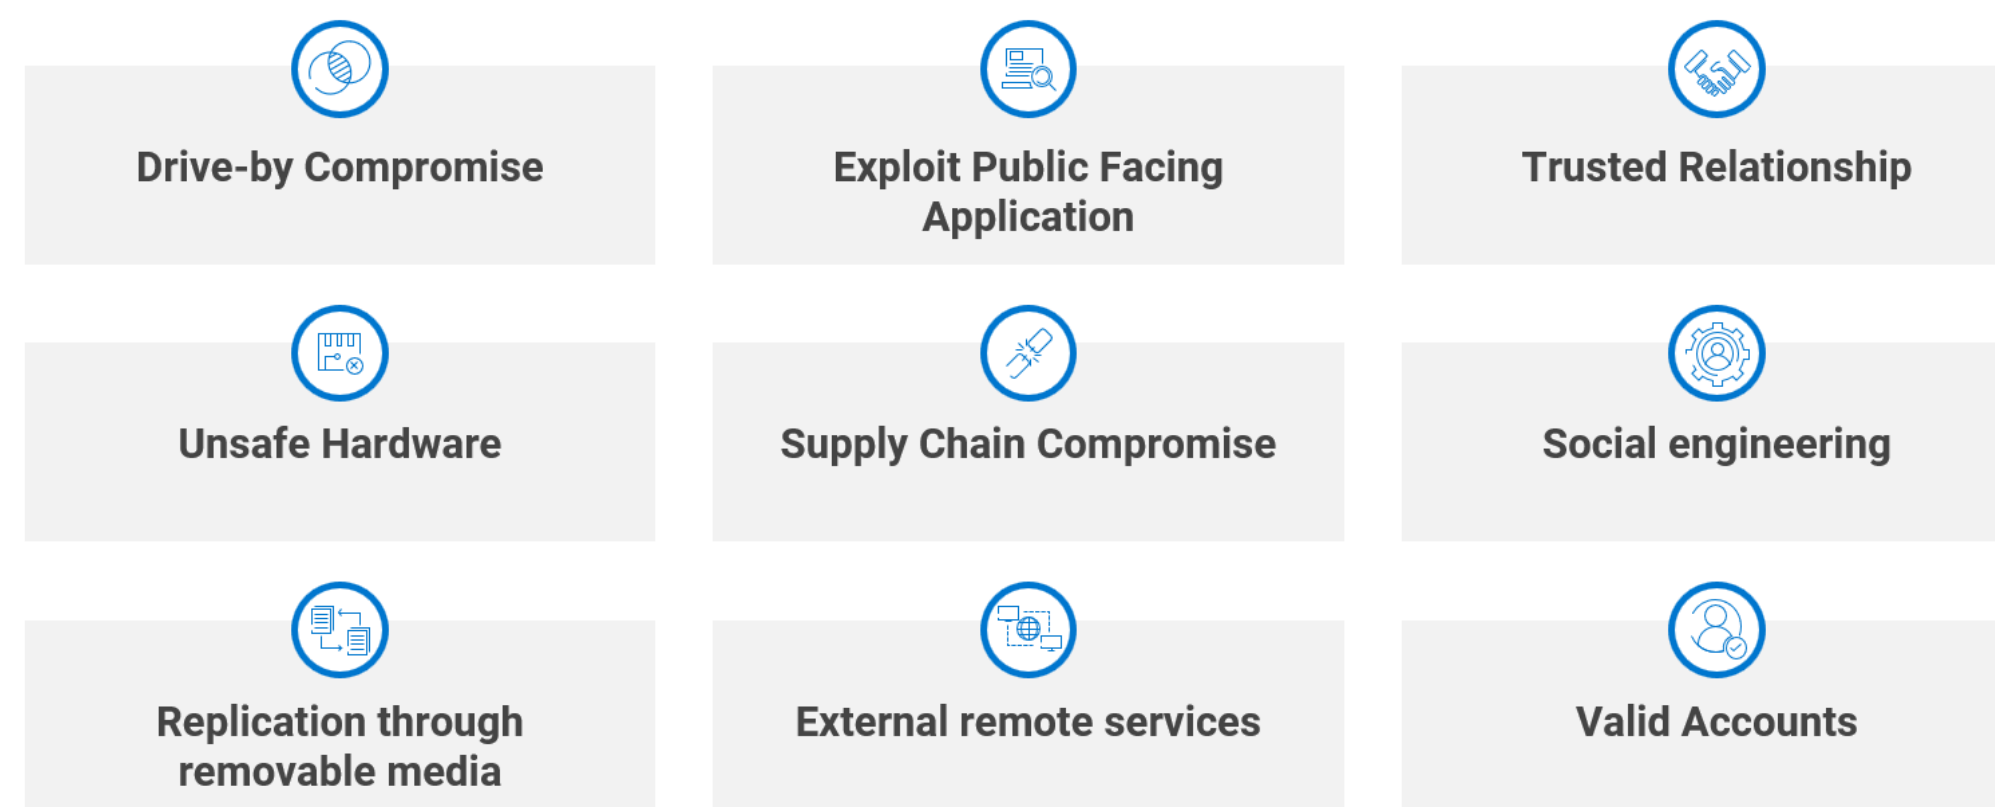 Drive-by Compromise
Exploit Public Facing
Application
Trusted Relationship
Unsafe Hardware
Supply Chain Compromise
Social engineering
Replication through
removable media
External remote services
Valid Accounts